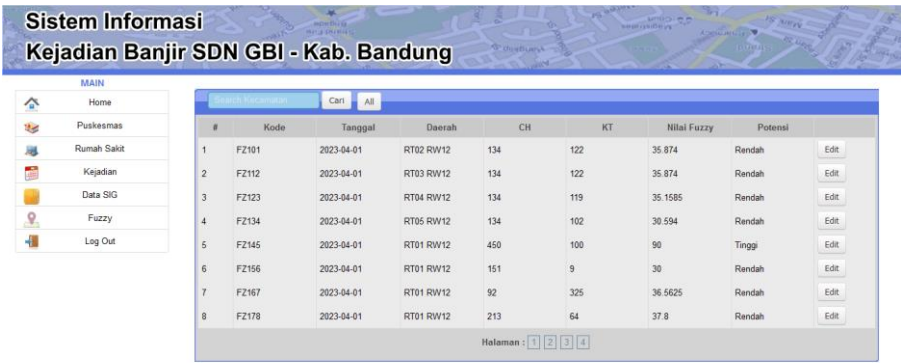 Sistem Informasi
Kejadian Banjir SDN GBI - Kab. Bandung
MAIN
Home
Puskesmas
Rumah Sakit
Kejadian
Data SIG
Fuzzy
Log Out
Search Kecamatan Cari All
# Kode Tanggal Daerah CH KT Nilai Fuzzy Potensi
1 FZ101 2023-04-01 RT02 RW12 134 122 35.874 Rendah Edit
2 FZ112 2023-04-01 RT03 RW12 134 122 35.874 Rendah Edit
3 FZ123 2023-04-01 RT04 RW12 134 119 35.1585 Rendah Edit
4 FZ134 2023-04-01 RT05 RW12 134 102 30.594 Rendah Edit
5 FZ145 2023-04-01 RT01 RW12 450 100 90 Tinggi Edit
6 FZ156 2023-04-01 RT01 RW12 151 9 30 Rendah Edit
7 FZ167 2023-04-01 RT01 RW12 92 325 36.5625 Rendah Edit
8 FZ178 2023-04-01 RT01 RW12 213 64 37.8 Rendah Edit
Halaman : 1 2 3 4